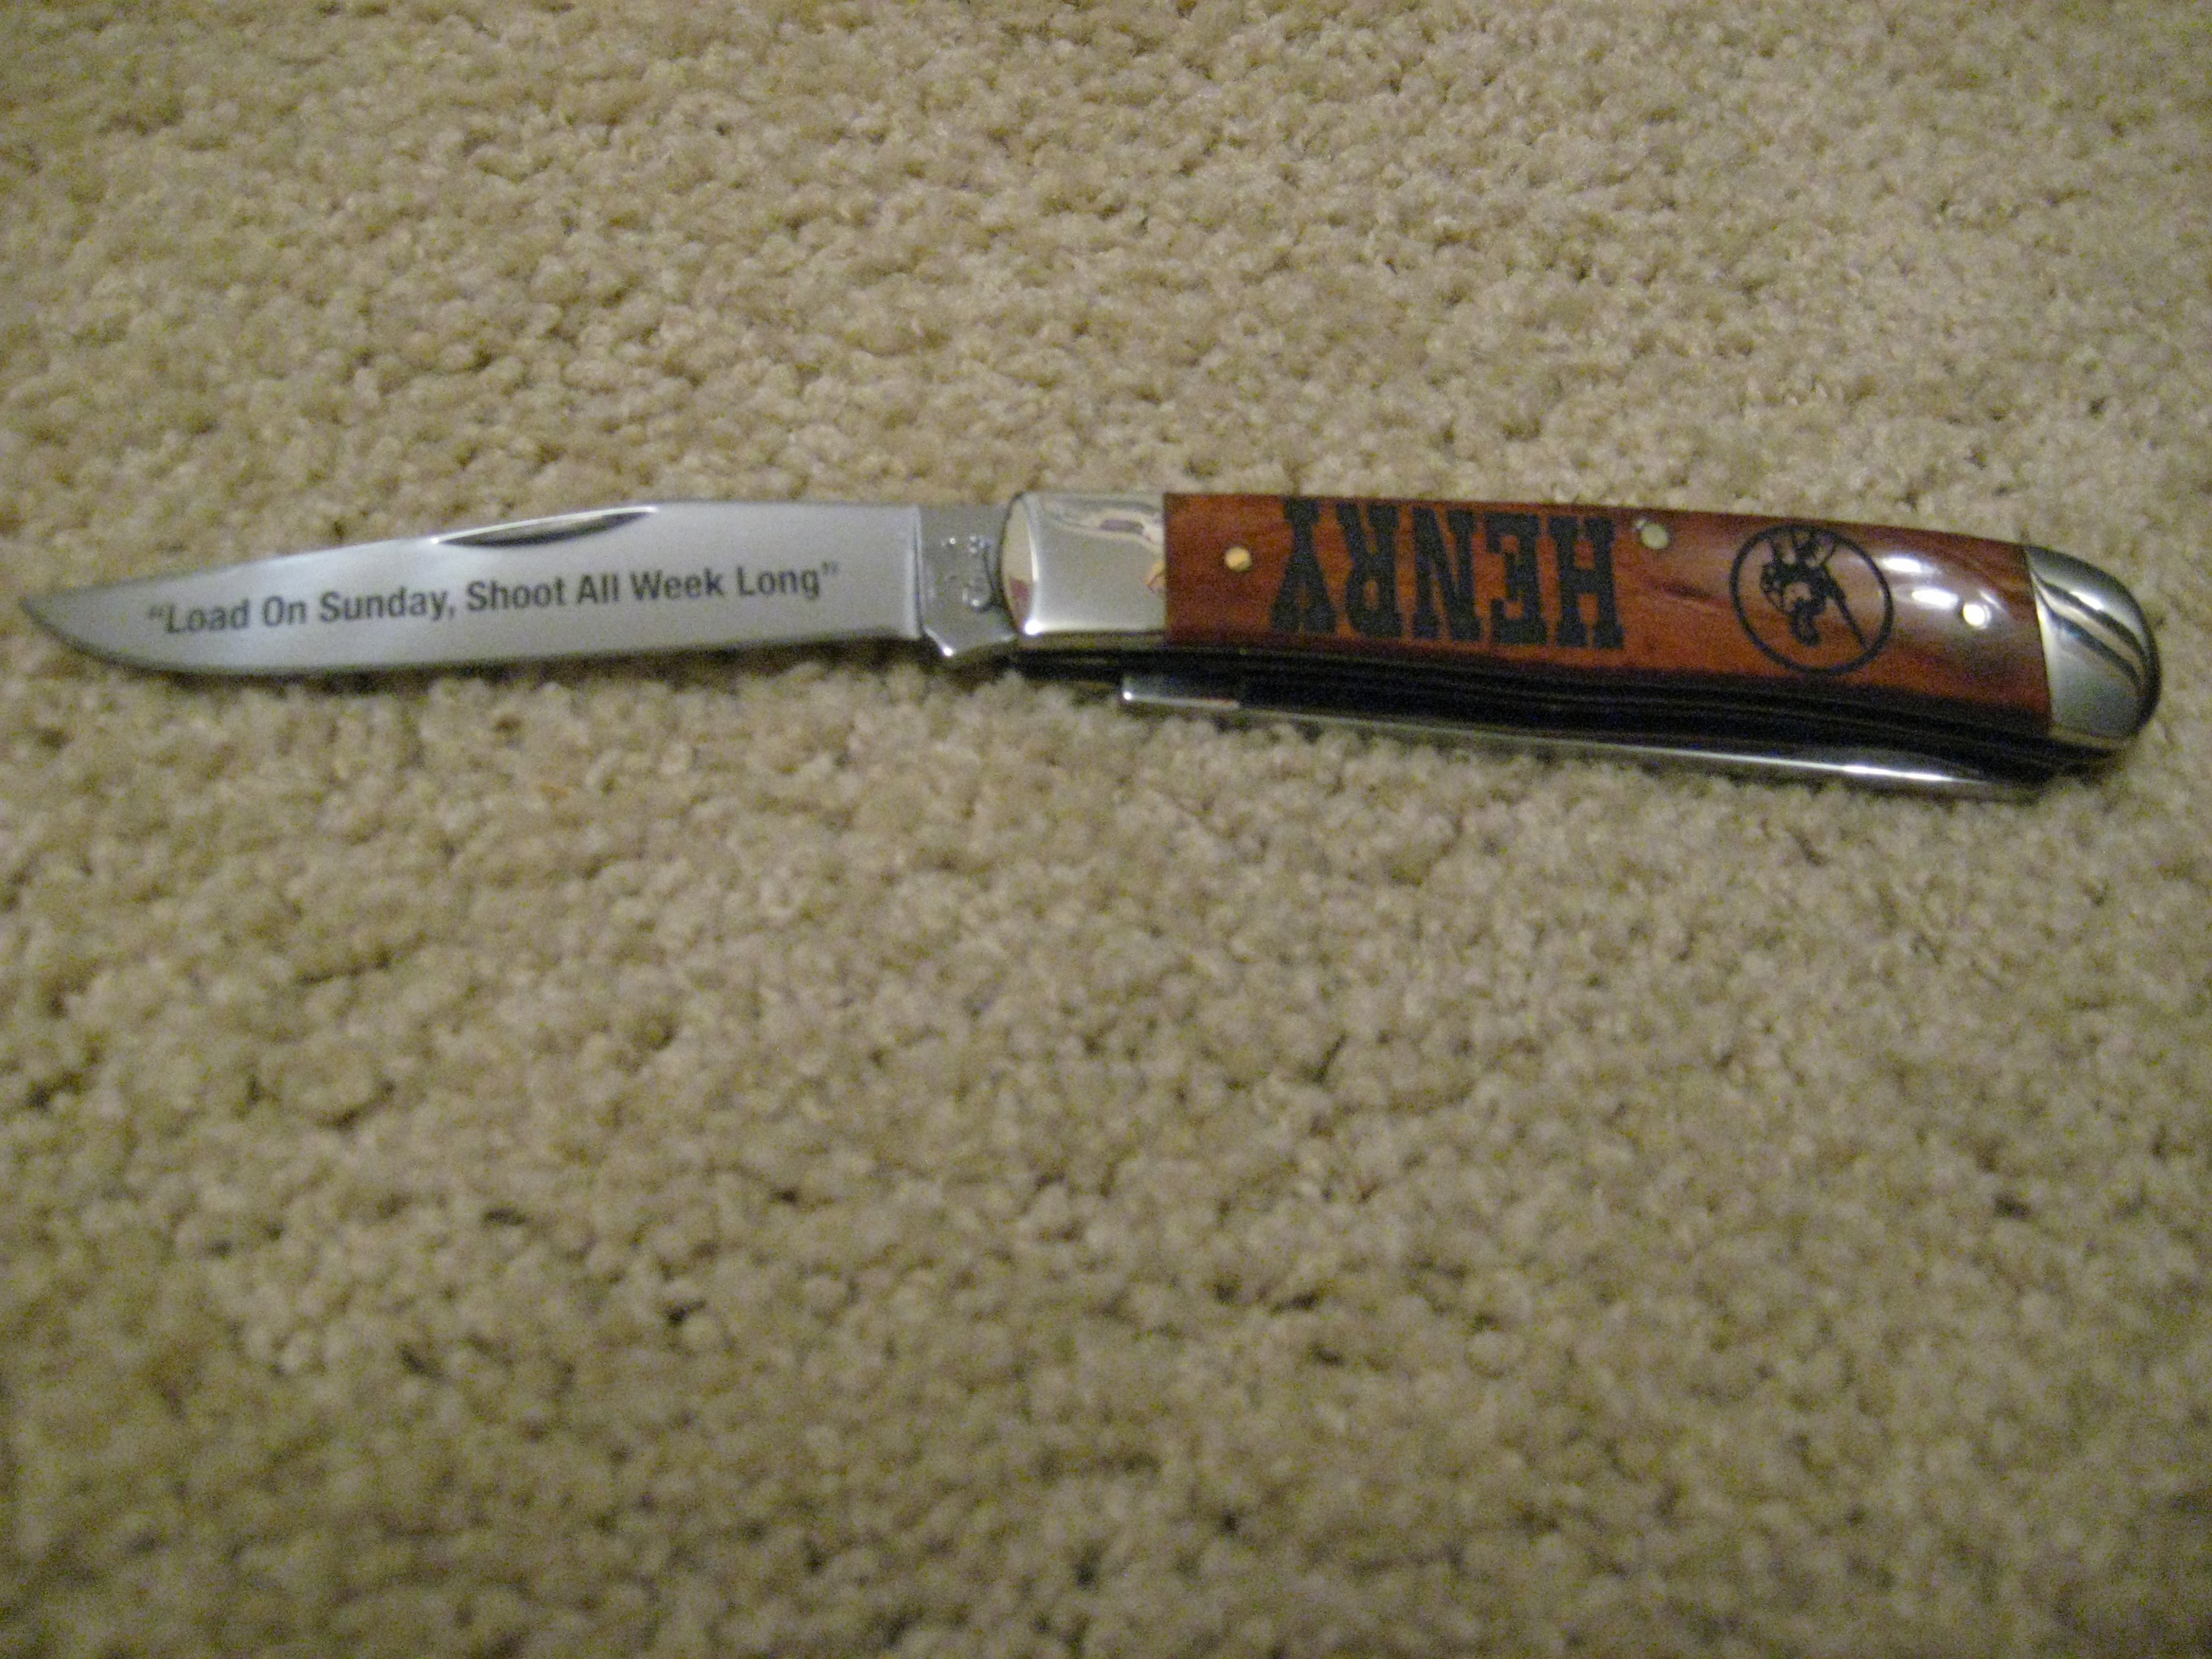 “Load On Sunday, Shoot All Week Long”
HENRY